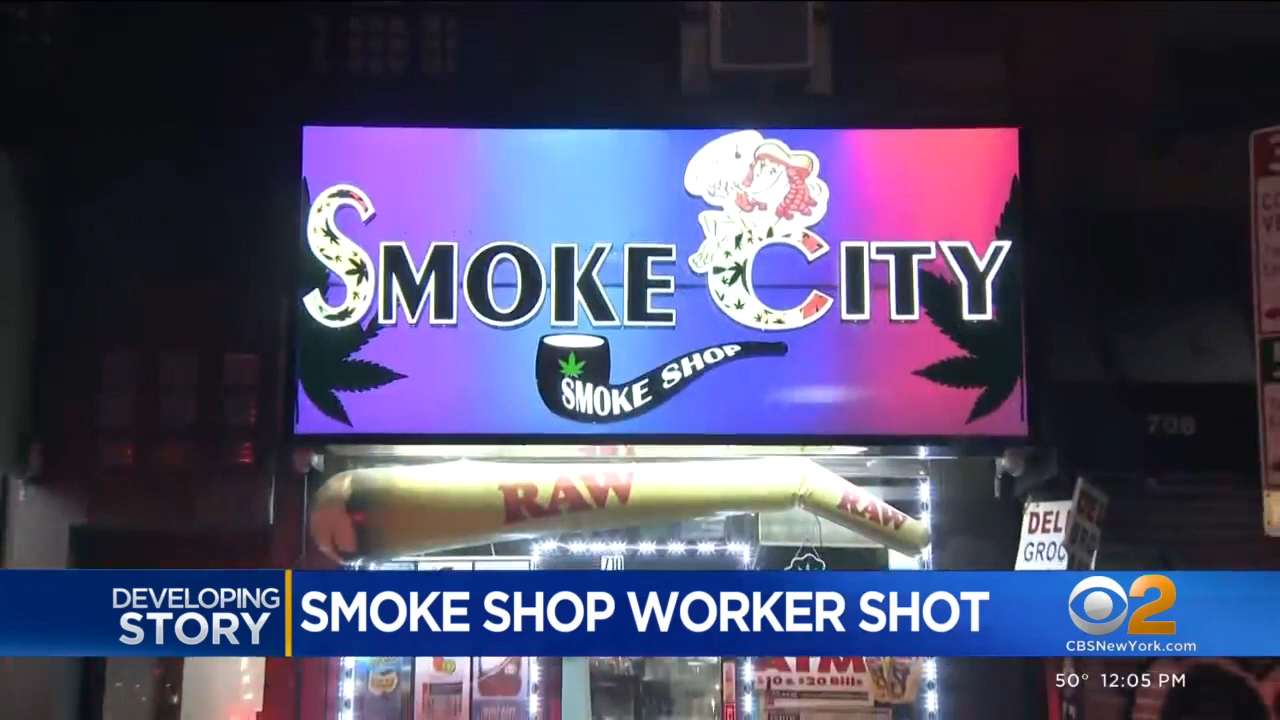 SMOKE CITY
SMOKE SHOP
708
RAW
RAW
DELI
GROC
710
DEVELOPING
STORY
SMOKE SHOP WORKER SHOT
2
CBSNewYork.com
ATM
$10 & $20 Bills
50° 12:05 PM